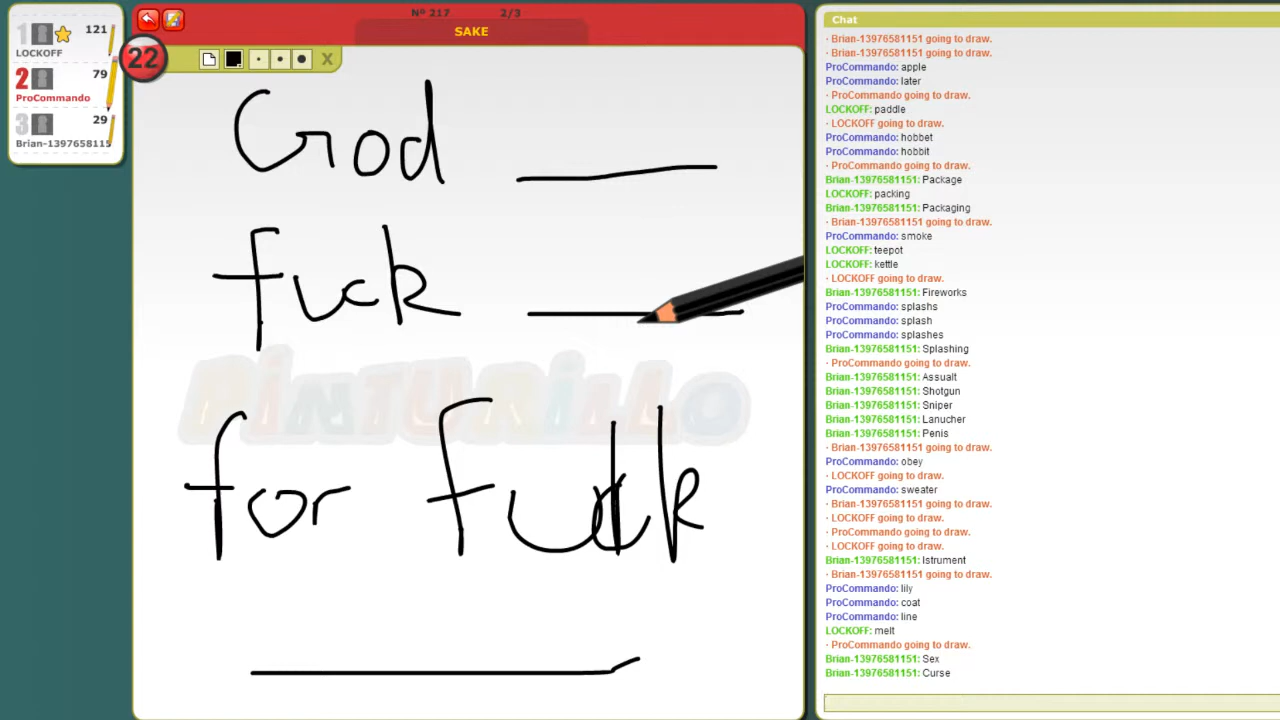 Nº 217 2/3
SAKE
22
1 121
LOCKOFF
2 79
ProCommando
3 29
Brian-139765811
God ____
fuck ____
for fuck
____
Chat
· Brian-13976581151 going to draw.
· Brian-13976581151 going to draw.
ProCommando: apple
ProCommando: later
· ProCommando going to draw.
LOCKOFF: paddle
· LOCKOFF going to draw.
ProCommando: hobbet
ProCommando: hobbit
· ProCommando going to draw.
Brian-13976581151: Package
LOCKOFF: packing
Brian-13976581151: Packaging
· Brian-13976581151 going to draw.
ProCommando: smoke
LOCKOFF: teepot
LOCKOFF: kettle
· LOCKOFF going to draw.
Brian-13976581151: Fireworks
ProCommando: splashs
ProCommando: splash
ProCommando: splashes
Brian-13976581151: Splashing
· ProCommando going to draw.
Brian-13976581151: Assualt
Brian-13976581151: Shotgun
Brian-13976581151: Sniper
Brian-13976581151: Lanucher
Brian-13976581151: Penis
· Brian-13976581151 going to draw.
ProCommando: obey
· LOCKOFF going to draw.
ProCommando: sweater
· Brian-13976581151 going to draw.
· LOCKOFF going to draw.
· ProCommando going to draw.
· LOCKOFF going to draw.
Brian-13976581151: Istrument
· Brian-13976581151 going to draw.
ProCommando: lily
ProCommando: coat
ProCommando: line
LOCKOFF: melt
· ProCommando going to draw.
Brian-13976581151: Sex
Brian-13976581151: Curse